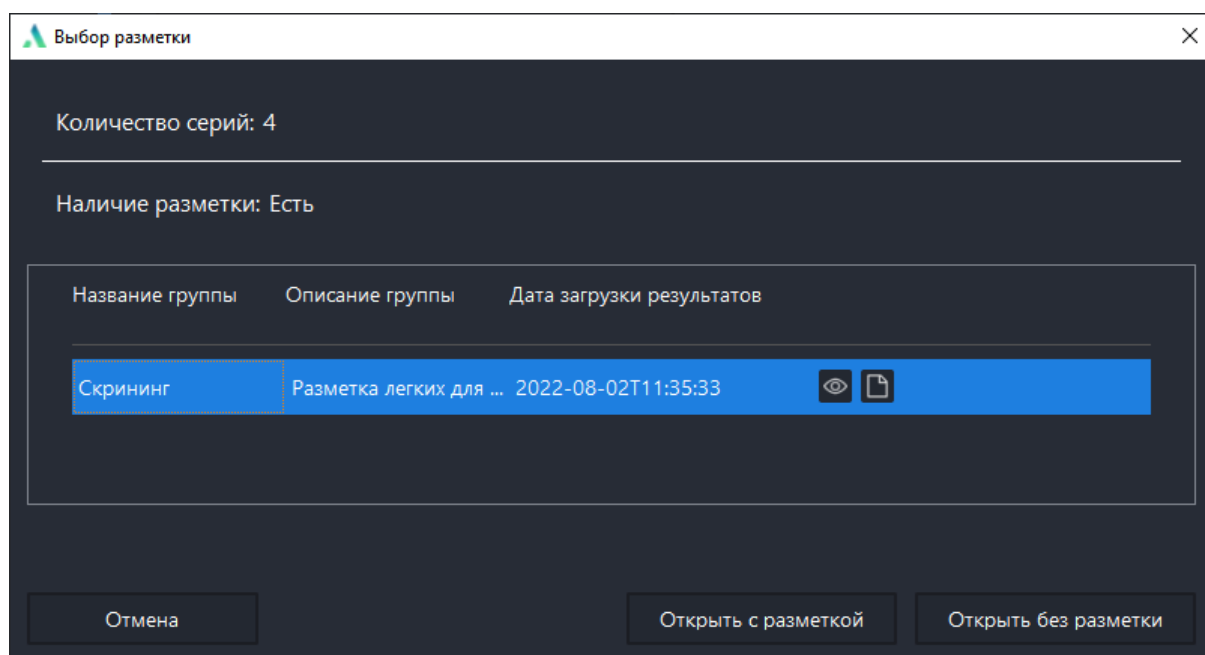 Выбор разметки
Количество серий: 4
Наличие разметки: Есть
Название группы Описание группы Дата загрузки результатов
Скрининг Разметка легких для ... 2022-08-02T11:35:33
Отмена Открыть с разметкой Открыть без разметки